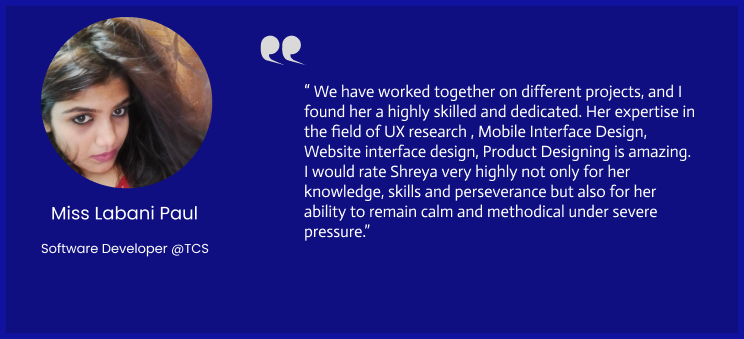 “ We have worked together on different projects, and I
found her a highly skilled and dedicated. Her expertise in
the field of UX research , Mobile Interface Design,
Website interface design, Product Designing is amazing.
I would rate Shreya very highly not only for her
knowledge, skills and perseverance but also for her
ability to remain calm and methodical under severe
pressure.”
Miss Labani Paul
Software Developer @TCS